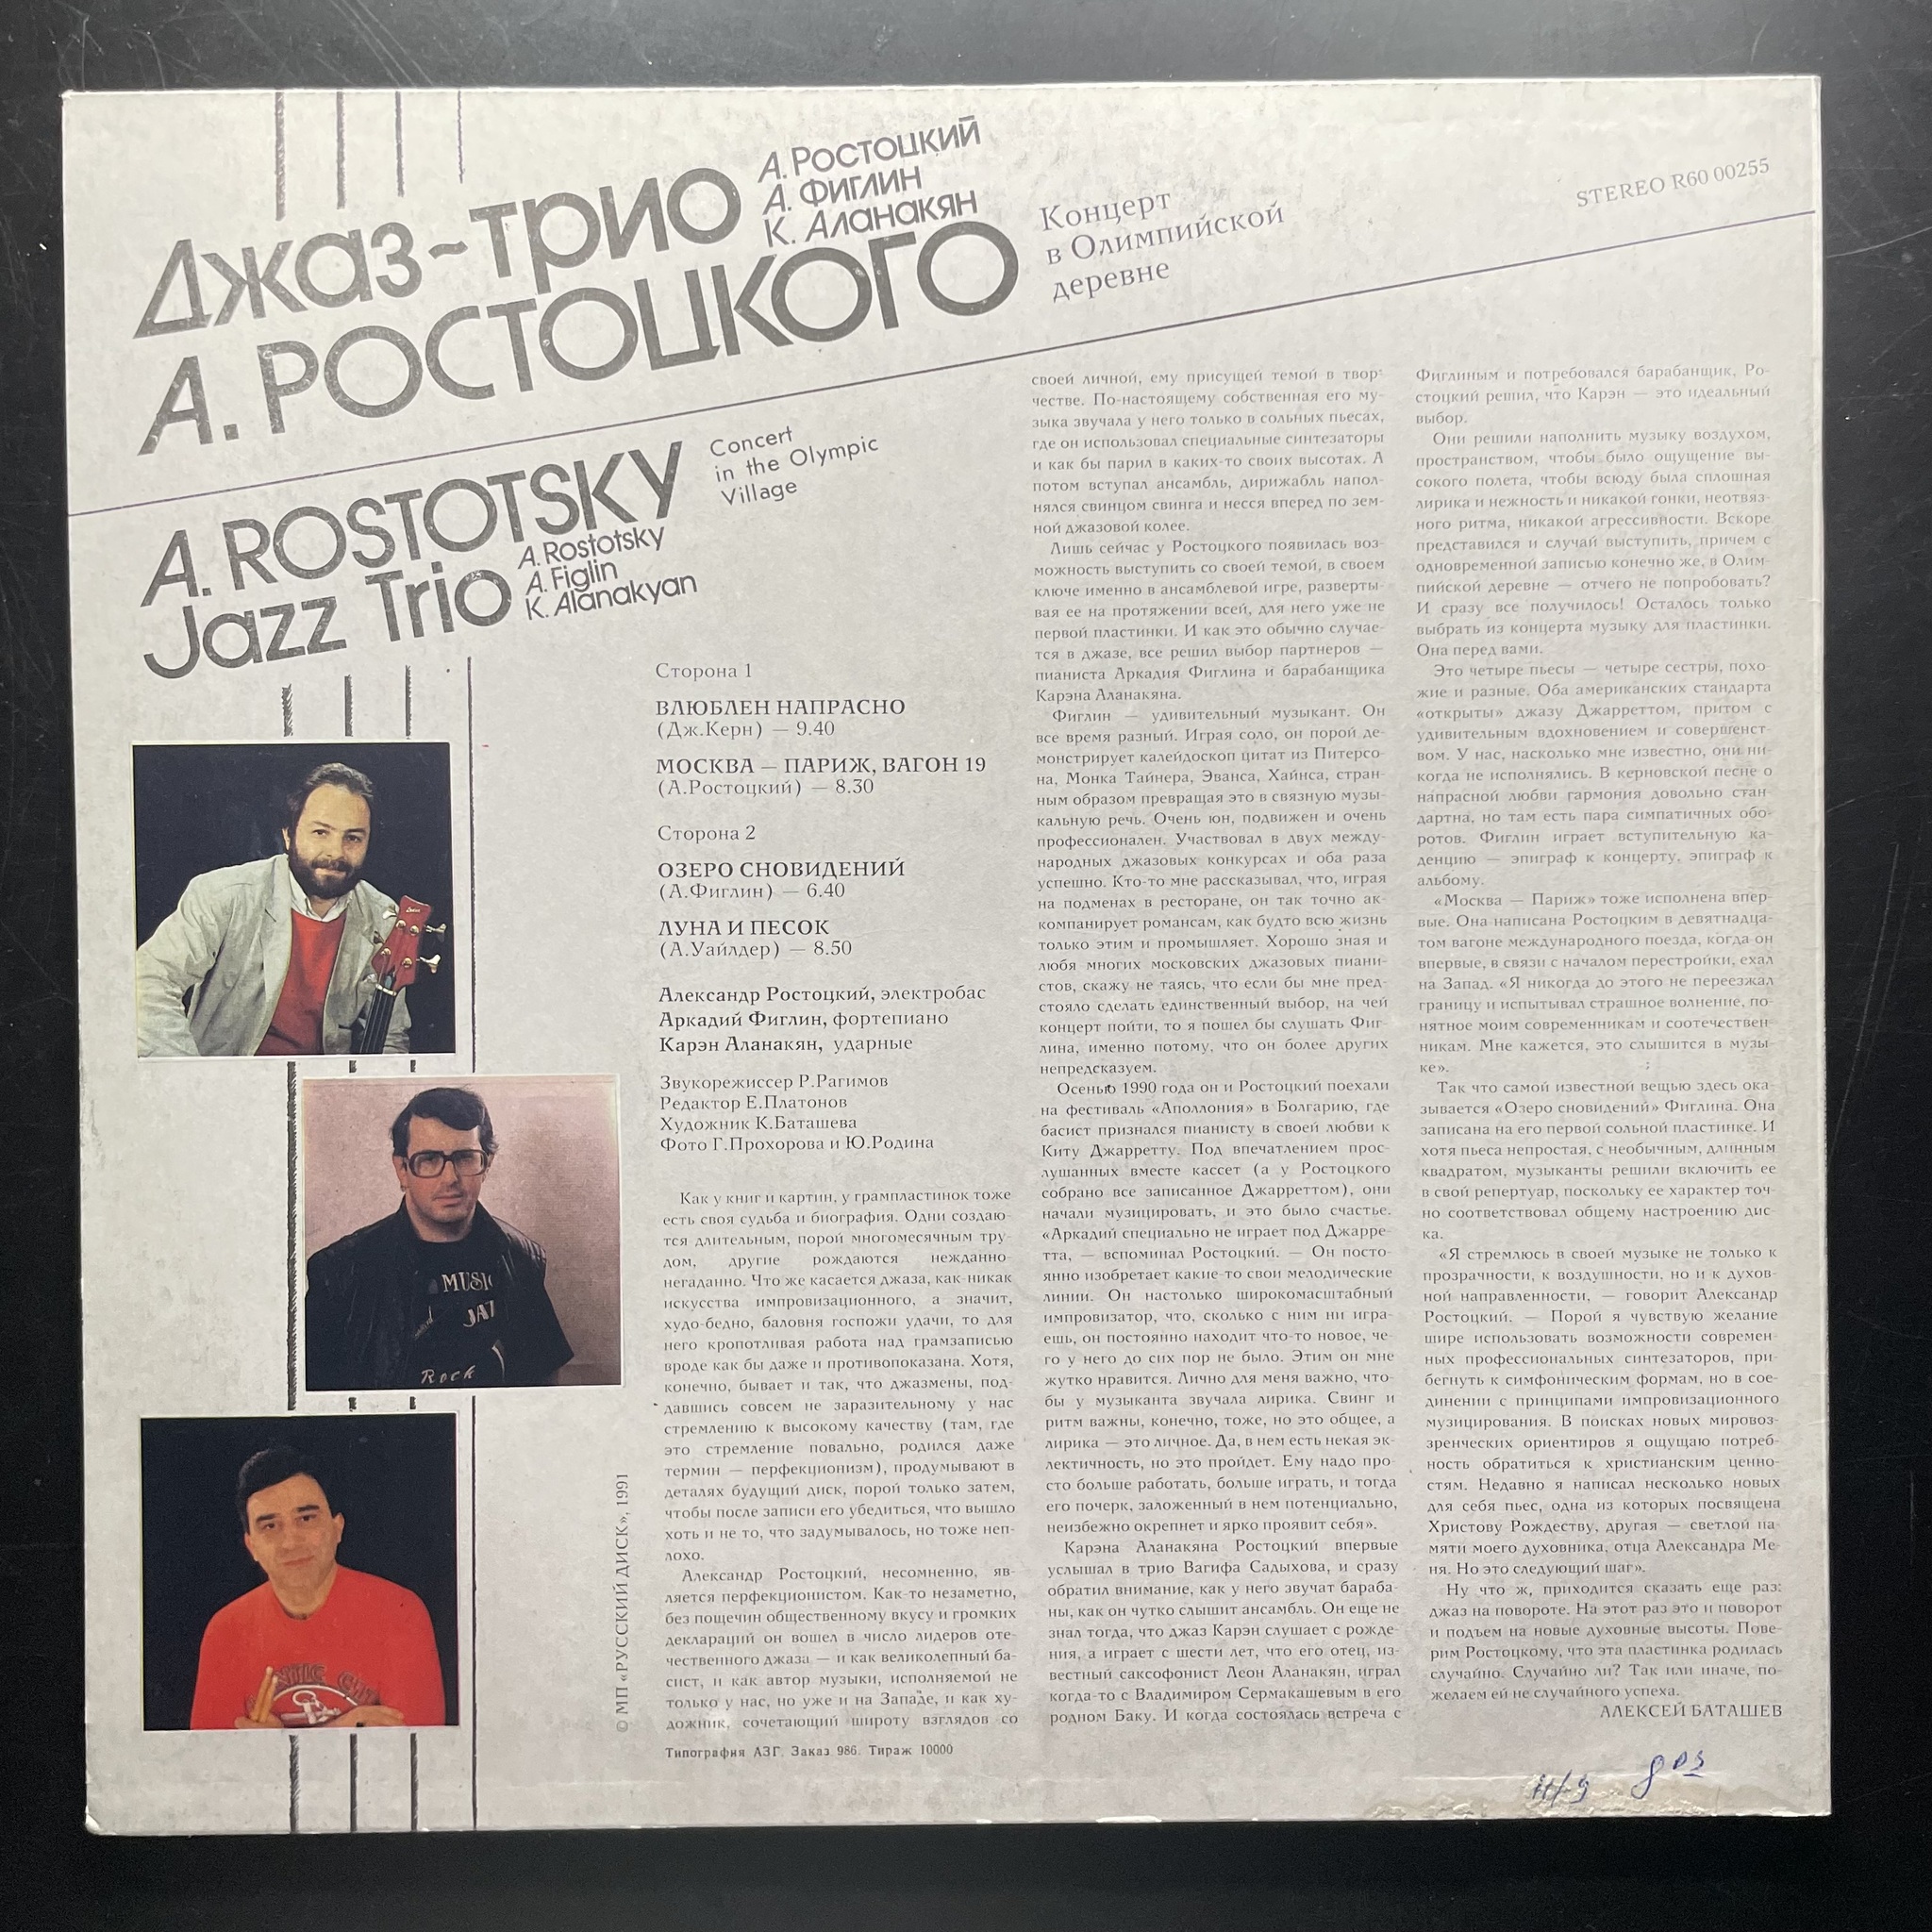 Джаз-трио
А. РОСТОЦКИЙ
А. ФИГЛИН
К. АЛАНАКЯН
А. РОСТОЦКОГО
Концерт
в Олимпийской
деревне
STEREO R60 00255
A. ROSTOTSKY
Jazz Trio
A. Rostotsky
A. Figlin
K. Alanakyan
Concert
in the Olympic
Village
Сторона 1
ВЛЮБЛЕН НАПРАСНО
(Дж.Керн) — 9.40
МОСКВА — ПАРИЖ, ВАГОН 19
(А.Ростоцкий) — 8.30
Сторона 2
ОЗЕРО СНОВИДЕНИЙ
(А.Фиглин) — 6.40
ЛУНА И ПЕСОК
(А.Уайлдер) — 8.50
Александр Ростоцкий, электробас
Аркадий Фиглин, фортепиано
Карэн Аланакян, ударные
Звукорежиссер Р.Рагимов
Редактор Е.Платонов
Художник К.Баташева
Фото Г.Прохорова и Ю.Родина
Как у книг и картин, у грампластинок тоже
есть своя судьба и биография. Одни создаю-
тся длительным, порой многомесячным тру-
дом, другие рождаются нежданно-
негаданно. Что же касается джаза, как-никак
искусства импровизационного, а значит,
худо-бедно, баловня госпожи удачи, то для
него кропотливая работа над грамзаписью
вроде как бы даже и противопоказана. Хотя,
конечно, бывает и так, что джазмены, под-
давшись совсем не заразительному у нас
стремлению к высокому качеству (там, где
это стремление повально, родился даже
термин — перфекционизм), продумывают в
деталях будущий диск, порой только затем,
чтобы после записи его убедиться, что вышло
хоть и не то, что задумывалось, но тоже неп-
лохо.
Александр Ростоцкий, несомненно, яв-
ляется перфекционистом. Как-то незаметно,
без пощечин общественному вкусу и громких
деклараций он вошел в число лидеров оте-
чественного джаза — и как великолепный ба-
сист, и как автор музыки, исполняемой не
только у нас, но уже и на Западе, и как ху-
дожник, сочетающий широту взглядов со
своей личной, ему присущей темой в твор-
честве. По-настоящему собственная его му-
зыка звучала у него только в сольных пьесах,
где он использовал специальные синтезаторы
и как бы парил в каких-то своих высотах. А
потом вступал ансамбль, дирижабль напол-
нялся свинцом свинга и несся вперед по зем-
ной джазовой колее.
Лишь сейчас у Ростоцкого появилась воз-
можность выступить со своей темой, в своем
ключе именно в ансамблевой игре, разверты-
вая ее на протяжении всей, для него уже не
первой пластинки. И как это обычно случае-
тся в джазе, все решил выбор партнеров —
пианиста Аркадия Фиглина и барабанщика
Карэна Аланакяна.
Фиглин — удивительный музыкант. Он
все время разный. Играя соло, он порой де-
монстрирует калейдоскоп цитат из Питерсо-
на, Монка Тайнера, Эванса, Хайнса, стран-
ным образом превращая это в связную музы-
кальную речь. Очень юн, подвижен и очень
профессионален. Участвовал в двух между-
народных джазовых конкурсах и оба раза
успешно. Кто-то мне рассказывал, что, играя
на подменах в ресторане, он так точно ак-
компанирует романсам, как будто всю жизнь
только этим и промышляет. Хорошо зная и
любя многих московских джазовых пиани-
стов, скажу не таясь, что если бы мне пред-
стояло сделать единственный выбор, на чей
концерт пойти, то я пошел бы слушать Фиг-
лина, именно потому, что он более других
непредсказуем.
Осенью 1990 года он и Ростоцкий поехали
на фестиваль «Аполлония» в Болгарию, где
басист признался пианисту в своей любви к
Киту Джарретту. Под впечатлением прос-
лушанных вместе кассет (а у Ростоцкого
собрано все записанное Джарреттом), они
начали музицировать, и это было счастье.
«Аркадий специально не играет под Джарре-
тта, — вспоминал Ростоцкий. — Он посто-
янно изобретает какие-то свои мелодические
линии. Он настолько широкомасштабный
импровизатор, что, сколько с ним ни игра-
ешь, он постоянно находит что-то новое, че-
го у него до сих пор не было. Этим он мне
жутко нравится. Лично для меня важно, что-
бы у музыканта звучала лирика. Свинг и
ритм важны, конечно, тоже, но это общее, а
лирика — это личное. Да, в нем есть некая эк-
лектичность, но это пройдет. Ему надо про-
сто больше работать, больше играть, и тогда
его почерк, заложенный в нем потенциально,
неизбежно окрепнет и ярко проявит себя».
Карэна Аланакяна Ростоцкий впервые
услышал в трио Вагифа Садыхова, и сразу
обратил внимание, как у него звучат бараба-
ны, как он чутко слышит ансамбль. Он еще не
знал тогда, что джаз Карэн слушает с рожде-
ния, а играет с шести лет, что его отец, из-
вестный саксофонист Леон Аланакян, играл
когда-то с Владимиром Сермакашевым в его
родном Баку. И когда состоялась встреча с
Фиглиным и потребовался барабанщик, Ро-
стоцкий решил, что Карэн — это идеальный
выбор.
Они решили наполнить музыку воздухом,
пространством, чтобы было ощущение вы-
сокого полета, чтобы всюду была сплошная
лирика и нежность и никакой гонки, неотвяз-
ного ритма, никакой агрессивности. Вскоре
представился и случай выступить, причем с
одновременной записью конечно же, в Олим-
пийской деревне — отчего не попробовать?
И сразу все получилось! Осталось только
выбрать из концерта музыку для пластинки.
Она перед вами.
Это четыре пьесы — четыре сестры, похо-
жие и разные. Оба американских стандарта
«открыты» джазу Джарреттом, притом с
удивительным вдохновением и совершенст-
вом. У нас, насколько мне известно, они ни-
когда не исполнялись. В керновской песне о
напрасной любви гармония довольно стан-
дартна, но там есть пара симпатичных обо-
ротов. Фиглин играет вступительную ка-
денцию — эпиграф к концерту, эпиграф к
альбому.
«Москва — Париж» тоже исполнена впер-
вые. Она написана Ростоцким в девятнадца-
том вагоне международного поезда, когда он
впервые, в связи с началом перестройки, ехал
на Запад. «Я никогда до этого не переезжал
границу и испытывал страшное волнение, по-
нятное моим современникам и соотечествен-
никам. Мне кажется, это слышится в музы-
ке».
Так что самой известной вещью здесь ока-
зывается «Озеро сновидений» Фиглина. Она
записана на его первой сольной пластинке. И
хотя пьеса непростая, с необычным, длинным
квадратом, музыканты решили включить ее
в свой репертуар, поскольку ее характер точ-
но соответствовал общему настроению дис-
ка.
«Я стремлюсь в своей музыке не только к
прозрачности, к воздушности, но и к духов-
ной направленности, — говорит Александр
Ростоцкий. — Порой я чувствую желание
шире использовать возможности современ-
ных профессиональных синтезаторов, при-
бегнуть к симфоническим формам, но в сое-
динении с принципами импровизационного
музицирования. В поисках новых мировоз-
зренческих ориентиров я ощущаю потреб-
ность обратиться к христианским ценно-
стям. Недавно я написал несколько новых
для себя пьес, одна из которых посвящена
Христову Рождеству, другая — светлой па-
мяти моего духовника, отца Александра Ме-
ня. Но это следующий шаг».
Ну что ж, приходится сказать еще раз:
джаз на повороте. На этот раз это и поворот
и подъем на новые духовные высоты. Пове-
рим Ростоцкому, что эта пластинка родилась
случайно. Случайно ли? Так или иначе, по-
желаем ей не случайного успеха.
АЛЕКСЕЙ БАТАШЕВ
© МП «РУССКИЙ ДИСК», 1991
Типография АЗГ. Заказ 986. Тираж 10000
MUSIC
JAZ
Rock